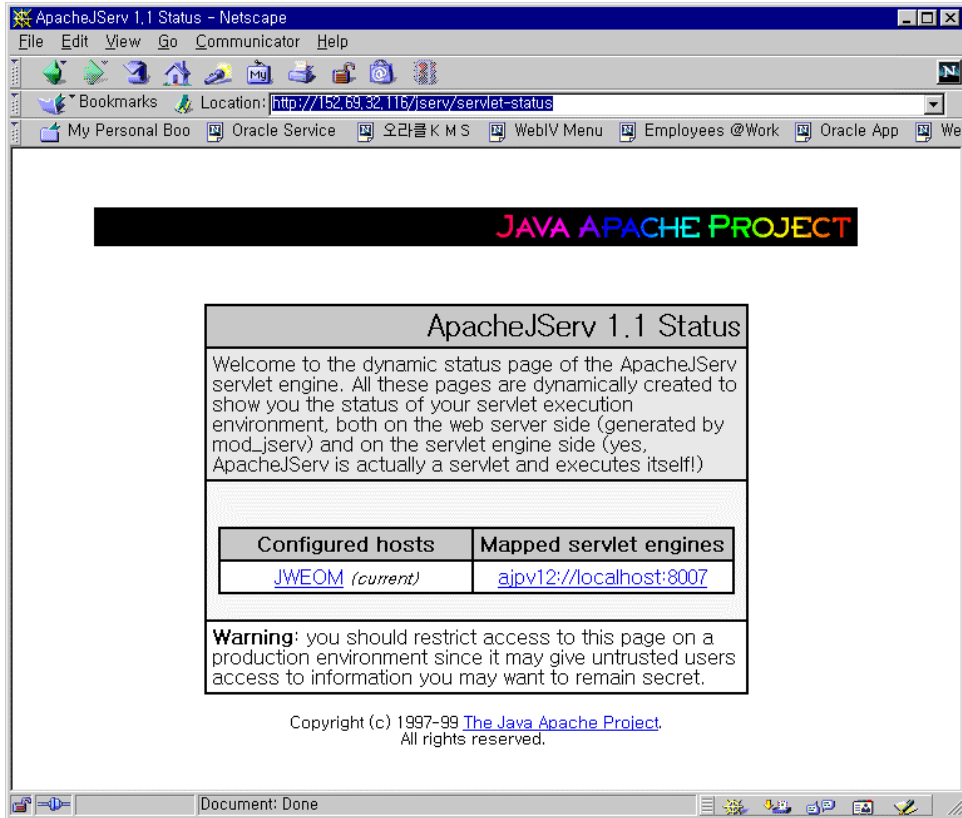 ApacheJServ 1.1 Status - Netscape
File Edit View Go Communicator Help
My
N
Bookmarks Location: http://152.69.32.116/jserv/servlet-status
My Personal Boo Oracle Service 오라클 K M S WebIV Menu Employees @Work Oracle App We
JAVA APACHE PROJECT
ApacheJServ 1.1 Status
Welcome to the dynamic status page of the ApacheJServ
servlet engine. All these pages are dynamically created to
show you the status of your servlet execution
environment, both on the web server side (generated by
mod_jserv) and on the servlet engine side (yes,
ApacheJServ is actually a servlet and executes itself!)
Configured hosts Mapped servlet engines
JWEOM (current) ajpv12://localhost:8007
Warning: you should restrict access to this page on a
production environment since it may give untrusted users
access to information you may want to remain secret.
Copyright (c) 1997-99 The Java Apache Project.
All rights reserved.
Document: Done